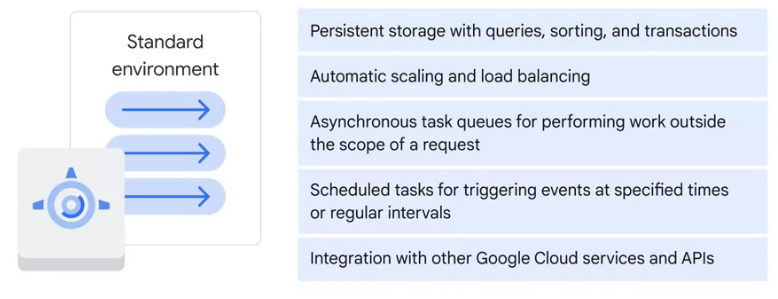 Standard
environment
Persistent storage with queries, sorting, and transactions
Automatic scaling and load balancing
Asynchronous task queues for performing work outside
the scope of a request
Scheduled tasks for triggering events at specified times
or regular intervals
Integration with other Google Cloud services and APIs